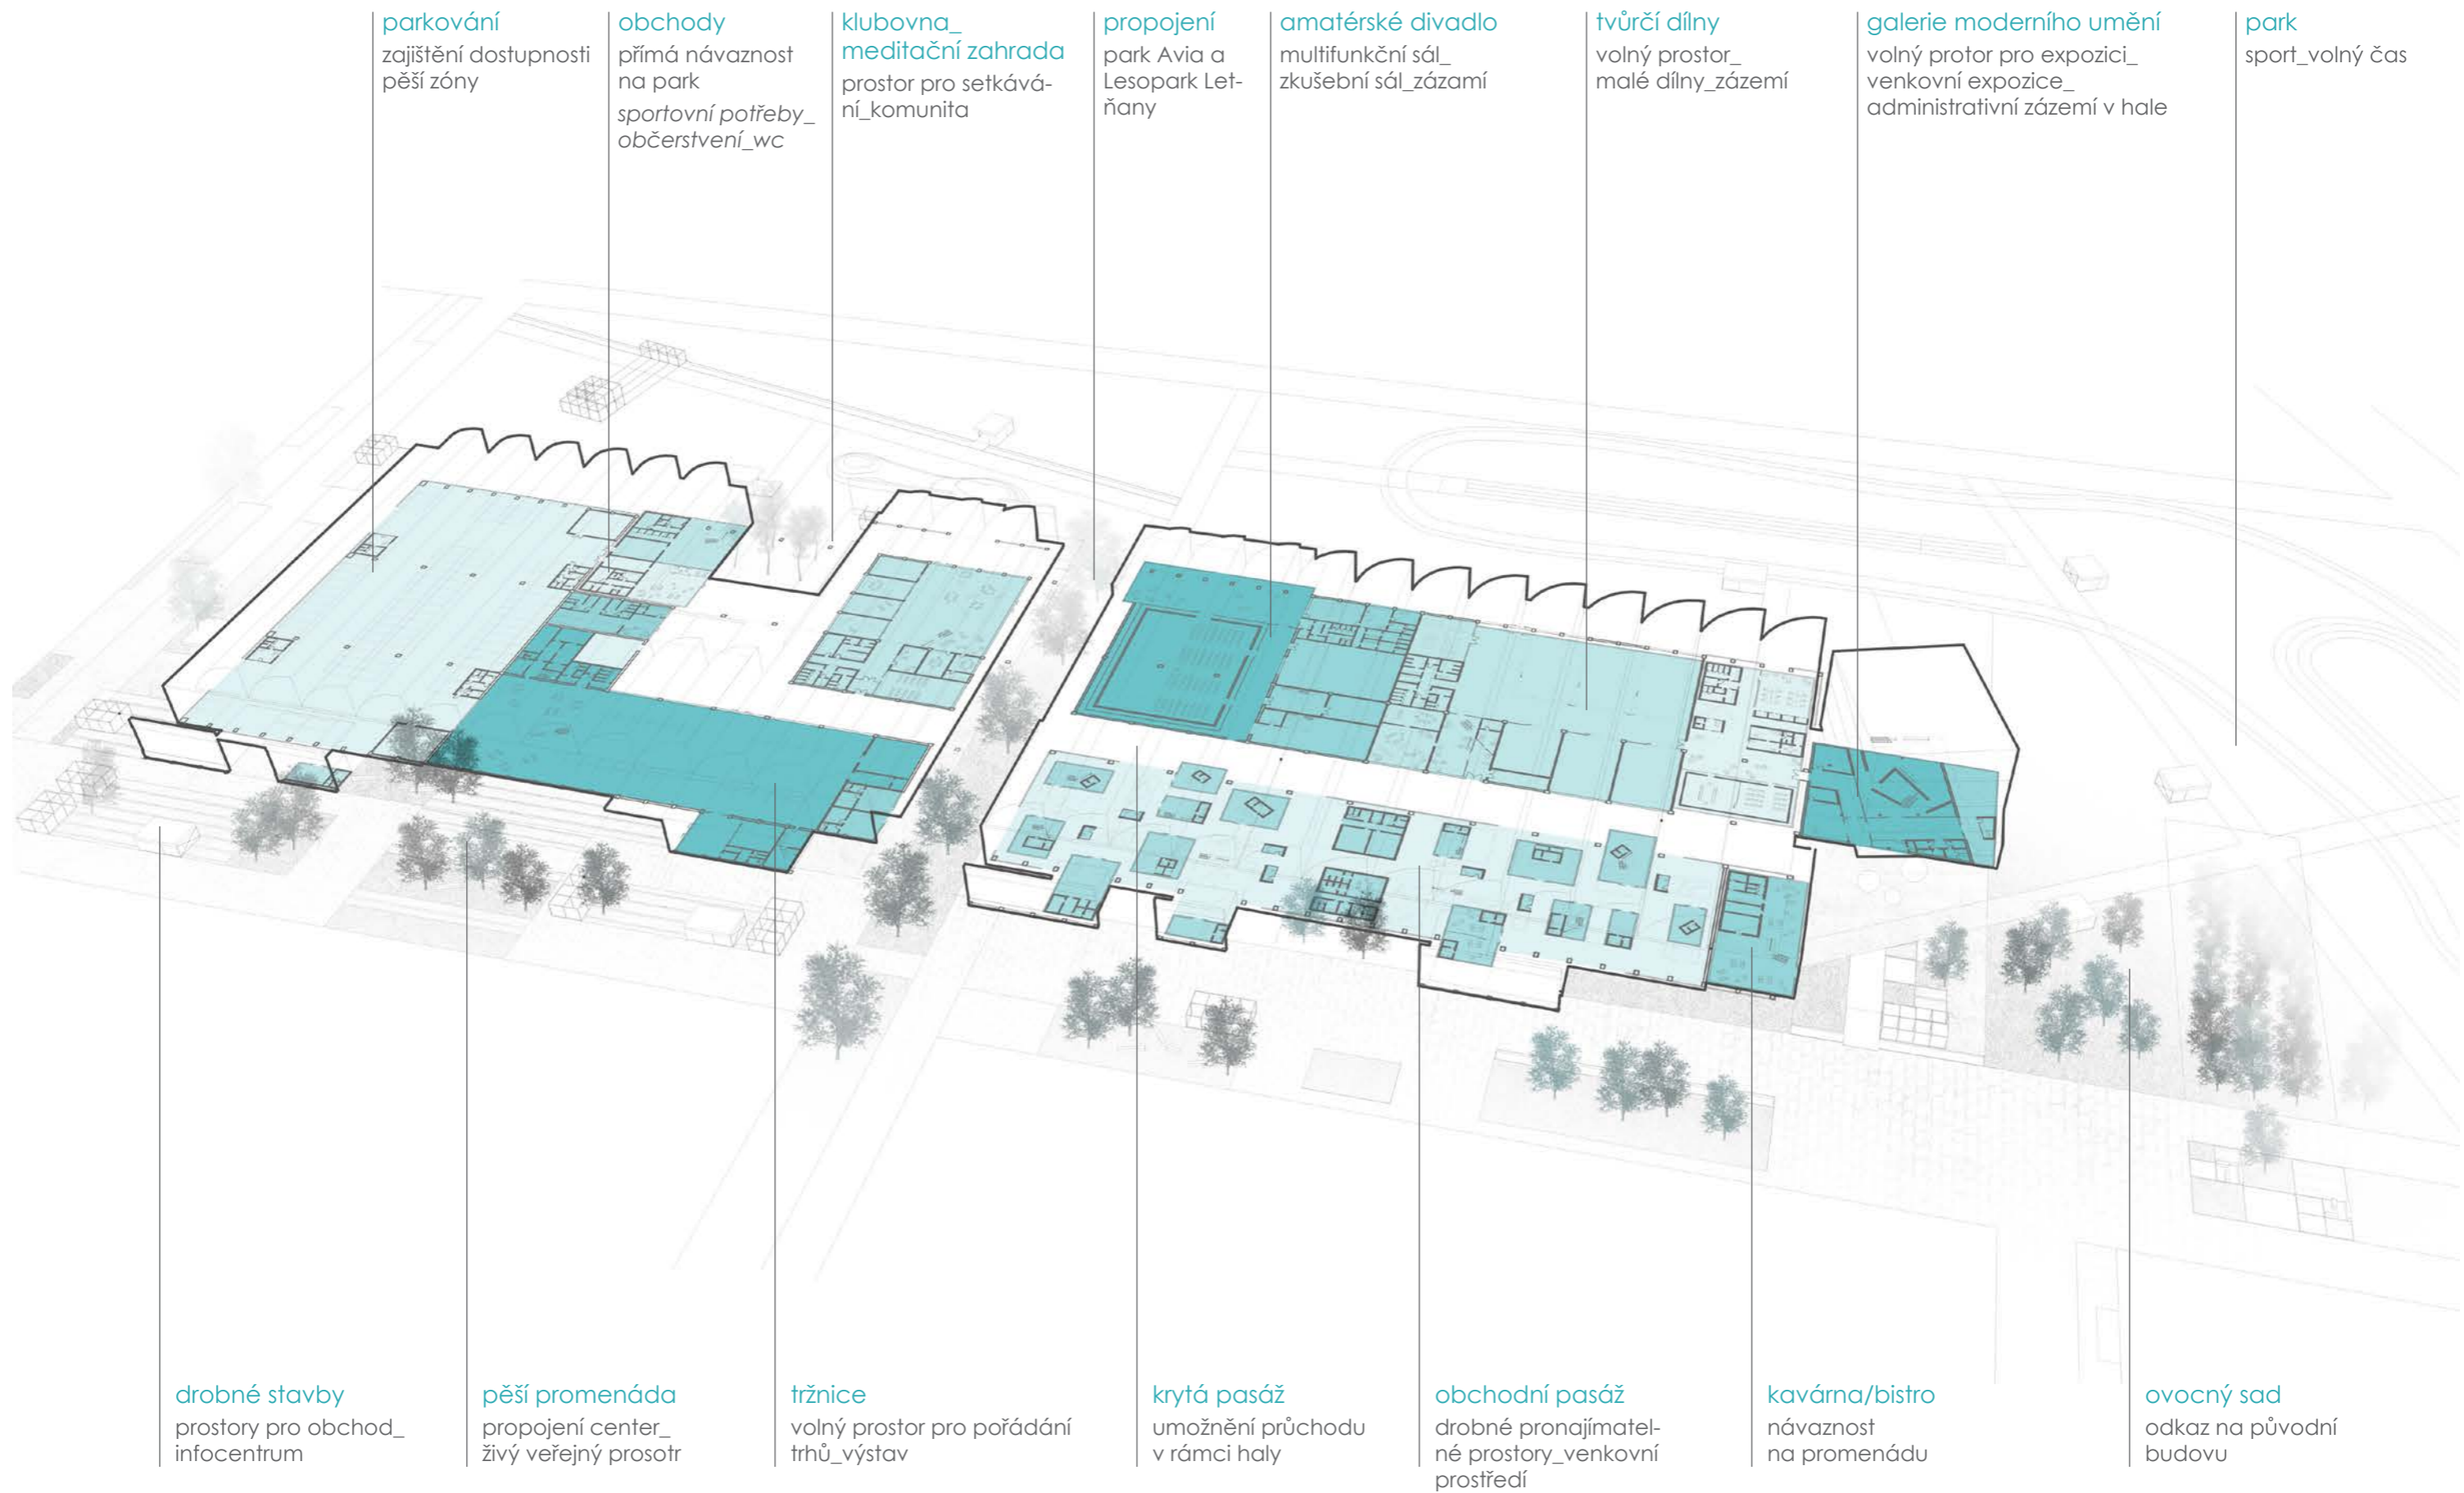 parkování
zajištění dostupnosti
pěší zóny
obchody
přímá návaznost
na park
sportovní potřeby_
občerstvení_wc
klubovna_
meditační zahrada
prostor pro setkává-
ní_komunita
propojení
park Avia a
Lesopark Let-
ňany
amatérské divadlo
multifunkční sál_
zkušební sál_zázamí
tvůrčí dílny
volný prostor_
malé dílny_zázemí
galerie moderního umění
volný protor pro expozici_
venkovní expozice_
administrativní zázemí v hale
park
sport_volný čas
drobné stavby
prostory pro obchod_
infocentrum
pěší promenáda
propojení center_
živý veřejný prosotr
tržnice
volný prostor pro pořádání
trhů_výstav
krytá pasáž
umožnění průchodu
v rámci haly
obchodní pasáž
drobné pronajímatel-
né prostory_venkovní
prostředí
kavárna/bistro
návaznost
na promenádu
ovocný sad
odkaz na původní
budovu